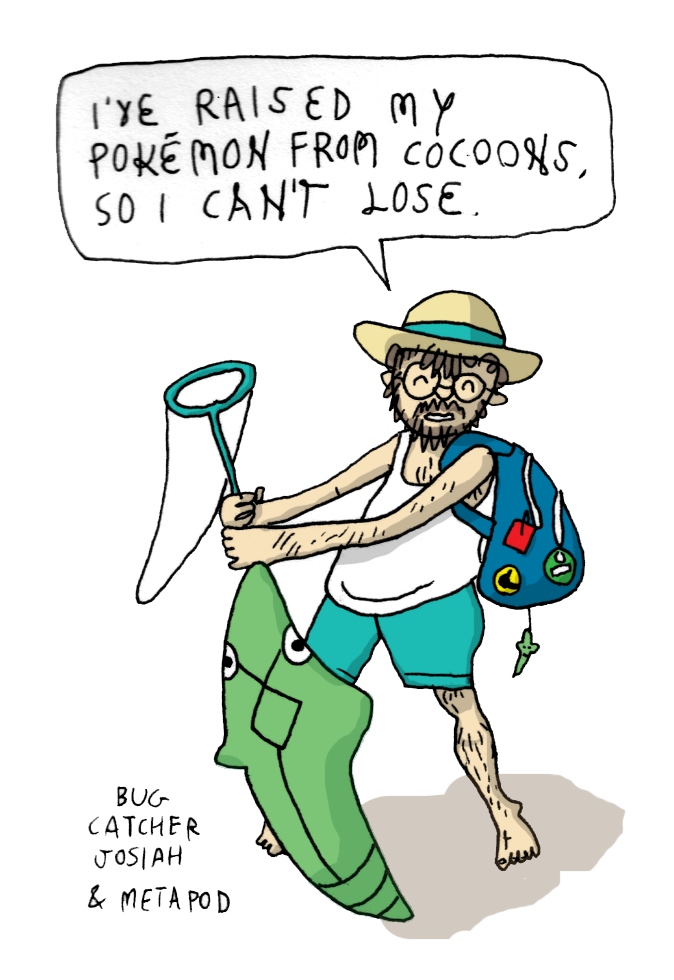 I'VE RAISED MY
POKÉMON FROM COCOONS,
SO I CAN'T LOSE.
BUG
CATCHER
JOSIAH
& METAPOD